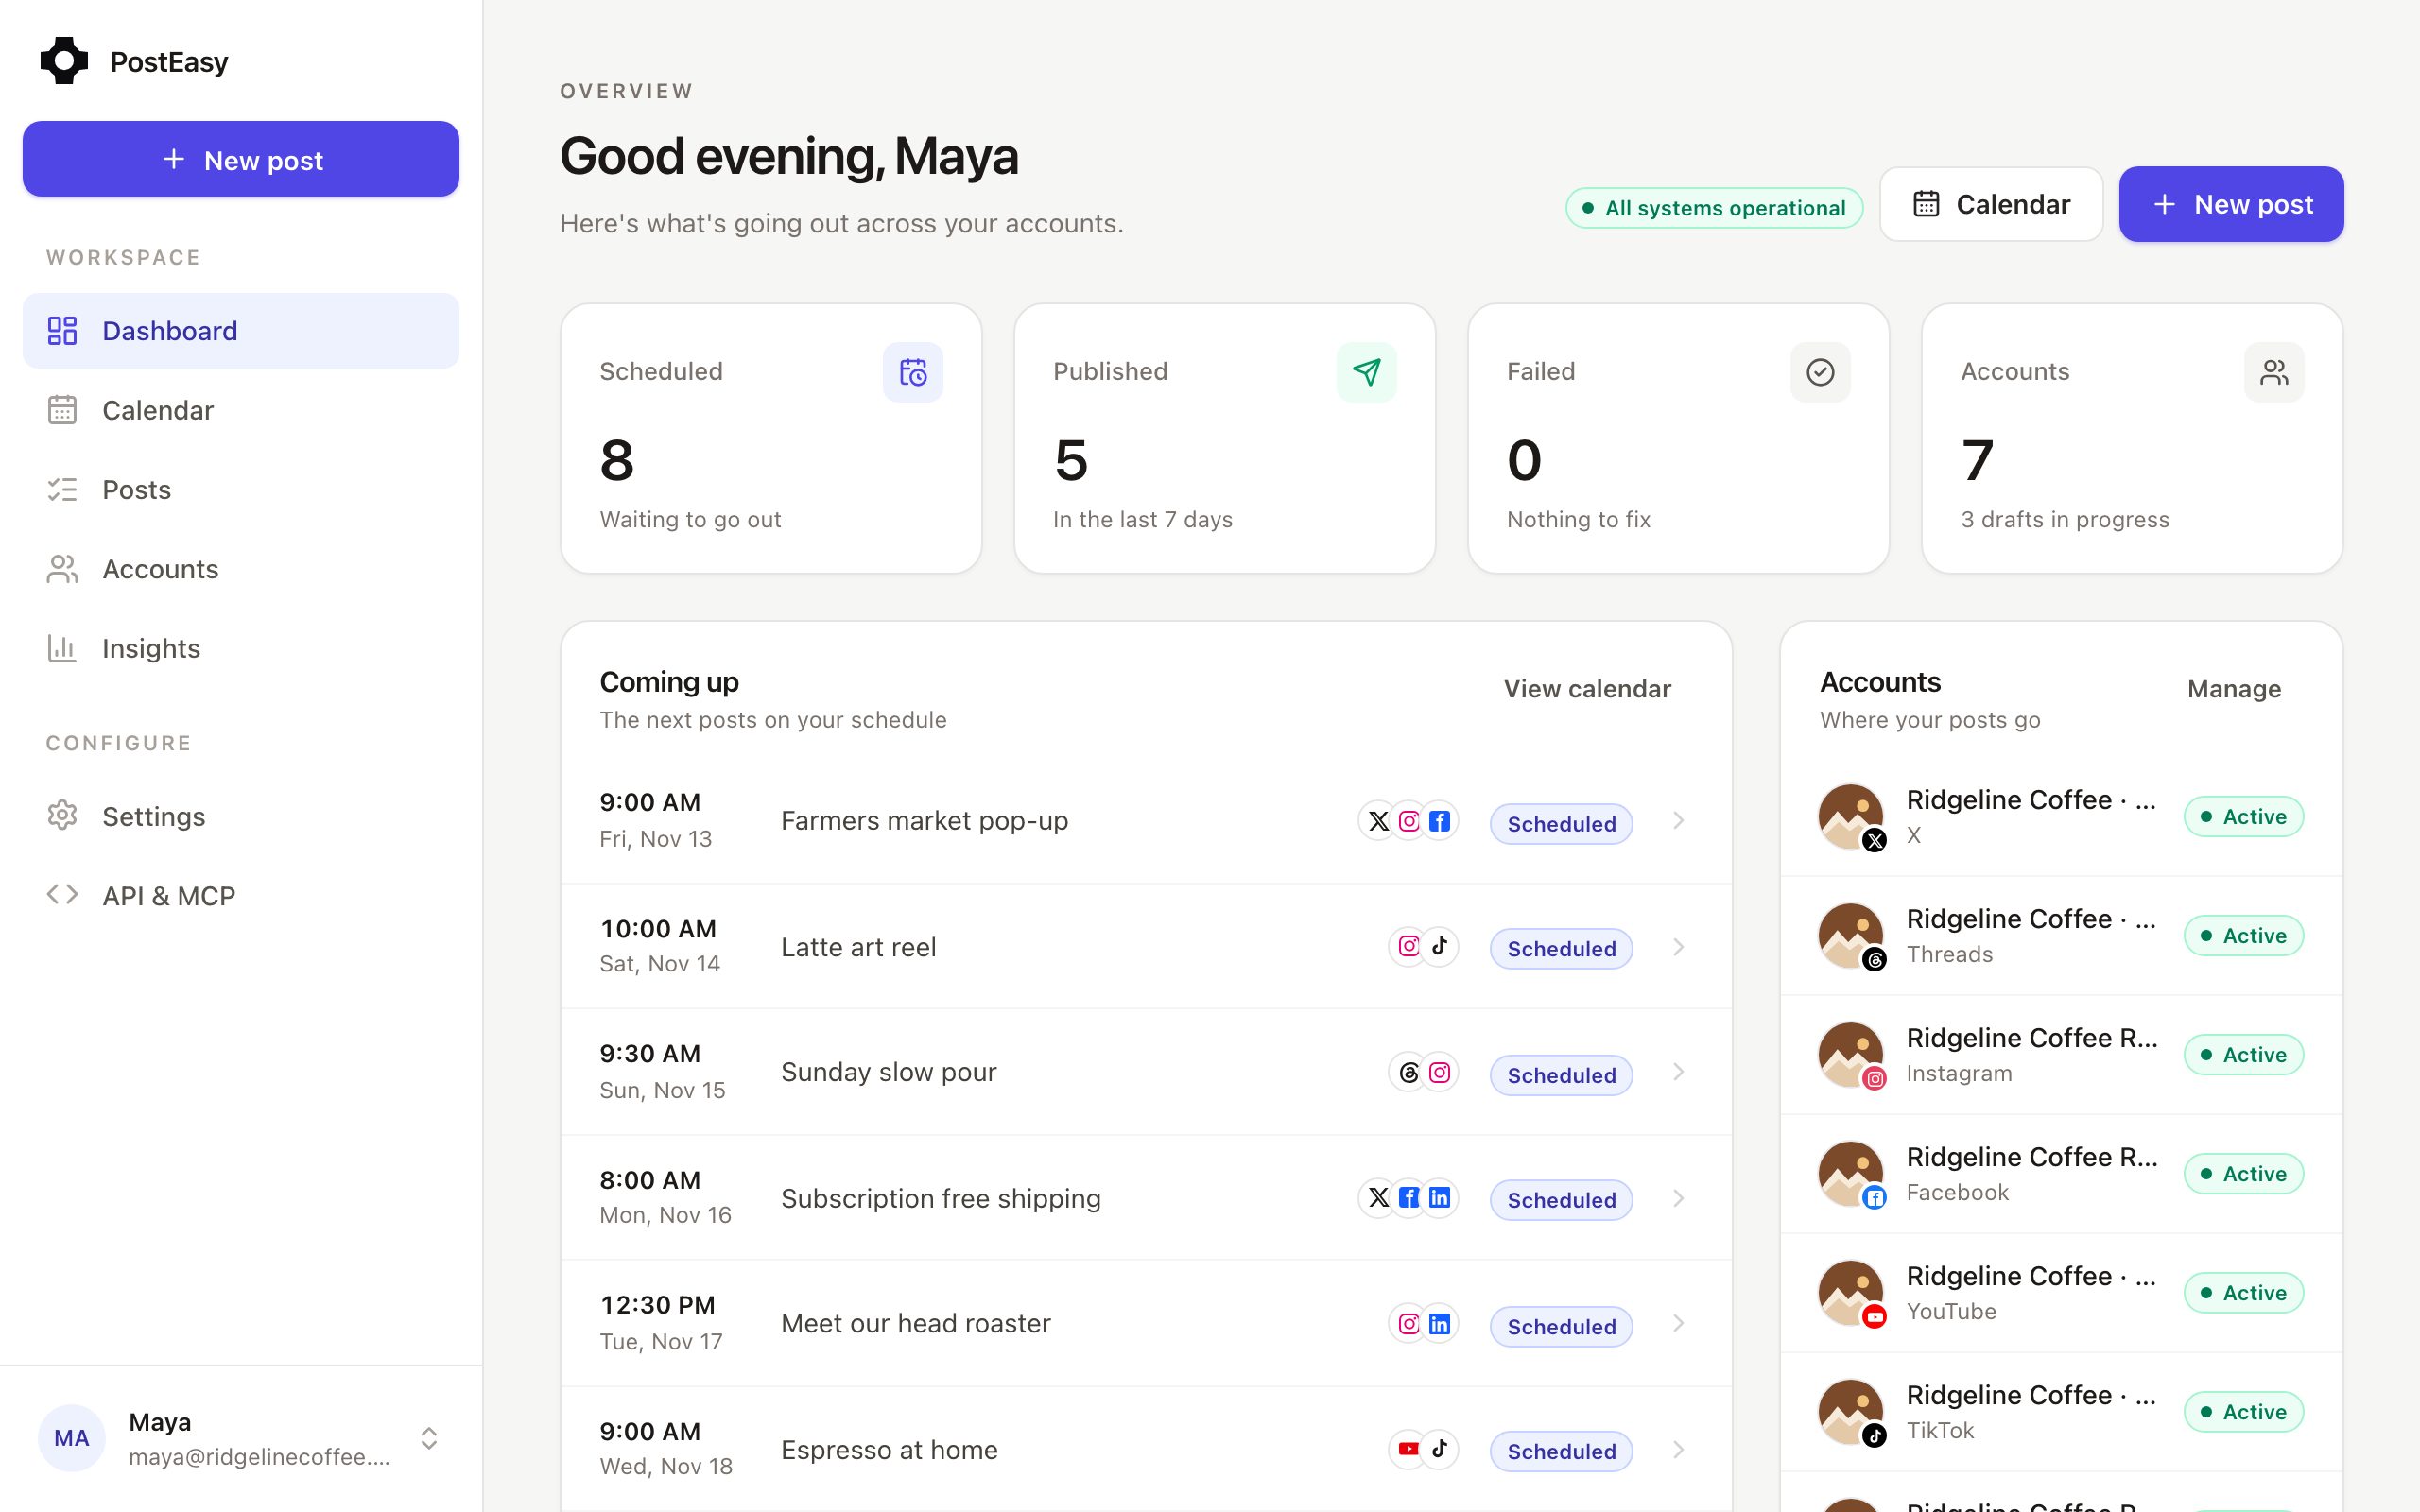 PostEasy
+ New post
WORKSPACE
Dashboard
Calendar
Posts
Accounts
Insights
CONFIGURE
Settings
API & MCP
MA
Maya
maya@ridgelinecoffee....
OVERVIEW
Good evening, Maya
Here's what's going out across your accounts.
All systems operational
Calendar
+ New post
Scheduled
8
Waiting to go out
Published
5
In the last 7 days
Failed
0
Nothing to fix
Accounts
7
3 drafts in progress
Coming up
The next posts on your schedule
View calendar
9:00 AM
Fri, Nov 13
Farmers market pop-up
Scheduled
10:00 AM
Sat, Nov 14
Latte art reel
Scheduled
9:30 AM
Sun, Nov 15
Sunday slow pour
Scheduled
8:00 AM
Mon, Nov 16
Subscription free shipping
Scheduled
12:30 PM
Tue, Nov 17
Meet our head roaster
Scheduled
9:00 AM
Wed, Nov 18
Espresso at home
Scheduled
Accounts
Where your posts go
Manage
Ridgeline Coffee · ...
X
Active
Ridgeline Coffee · ...
Threads
Active
Ridgeline Coffee R...
Instagram
Active
Ridgeline Coffee R...
Facebook
Active
Ridgeline Coffee · ...
YouTube
Active
Ridgeline Coffee · ...
TikTok
Active